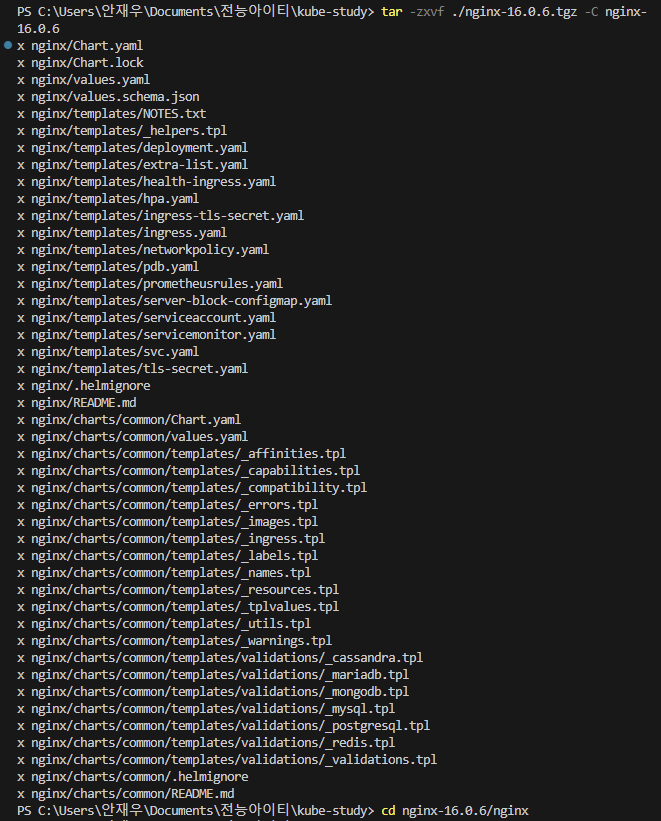 PS C:\Users\안재우\Documents\전능아이티\kube-study> tar -zxvf ./nginx-16.0.6.tgz -C nginx-
16.0.6
x nginx/Chart.yaml
x nginx/Chart.lock
x nginx/values.yaml
x nginx/values.schema.json
x nginx/templates/NOTES.txt
x nginx/templates/_helpers.tpl
x nginx/templates/deployment.yaml
x nginx/templates/extra-list.yaml
x nginx/templates/health-ingress.yaml
x nginx/templates/hpa.yaml
x nginx/templates/ingress-tls-secret.yaml
x nginx/templates/ingress.yaml
x nginx/templates/networkpolicy.yaml
x nginx/templates/pdb.yaml
x nginx/templates/prometheusrules.yaml
x nginx/templates/server-block-configmap.yaml
x nginx/templates/serviceaccount.yaml
x nginx/templates/servicemonitor.yaml
x nginx/templates/svc.yaml
x nginx/templates/tls-secret.yaml
x nginx/.helmignore
x nginx/README.md
x nginx/charts/common/Chart.yaml
x nginx/charts/common/values.yaml
x nginx/charts/common/templates/_affinities.tpl
x nginx/charts/common/templates/_capabilities.tpl
x nginx/charts/common/templates/_compatibility.tpl
x nginx/charts/common/templates/_errors.tpl
x nginx/charts/common/templates/_images.tpl
x nginx/charts/common/templates/_ingress.tpl
x nginx/charts/common/templates/_labels.tpl
x nginx/charts/common/templates/_names.tpl
x nginx/charts/common/templates/_resources.tpl
x nginx/charts/common/templates/_tplvalues.tpl
x nginx/charts/common/templates/_utils.tpl
x nginx/charts/common/templates/_warnings.tpl
x nginx/charts/common/templates/validations/_cassandra.tpl
x nginx/charts/common/templates/validations/_mariadb.tpl
x nginx/charts/common/templates/validations/_mongodb.tpl
x nginx/charts/common/templates/validations/_mysql.tpl
x nginx/charts/common/templates/validations/_postgresql.tpl
x nginx/charts/common/templates/validations/_redis.tpl
x nginx/charts/common/templates/validations/_validations.tpl
x nginx/charts/common/.helmignore
x nginx/charts/common/README.md
PS C:\Users\안재우\Documents\전능아이티\kube-study> cd nginx-16.0.6/nginx